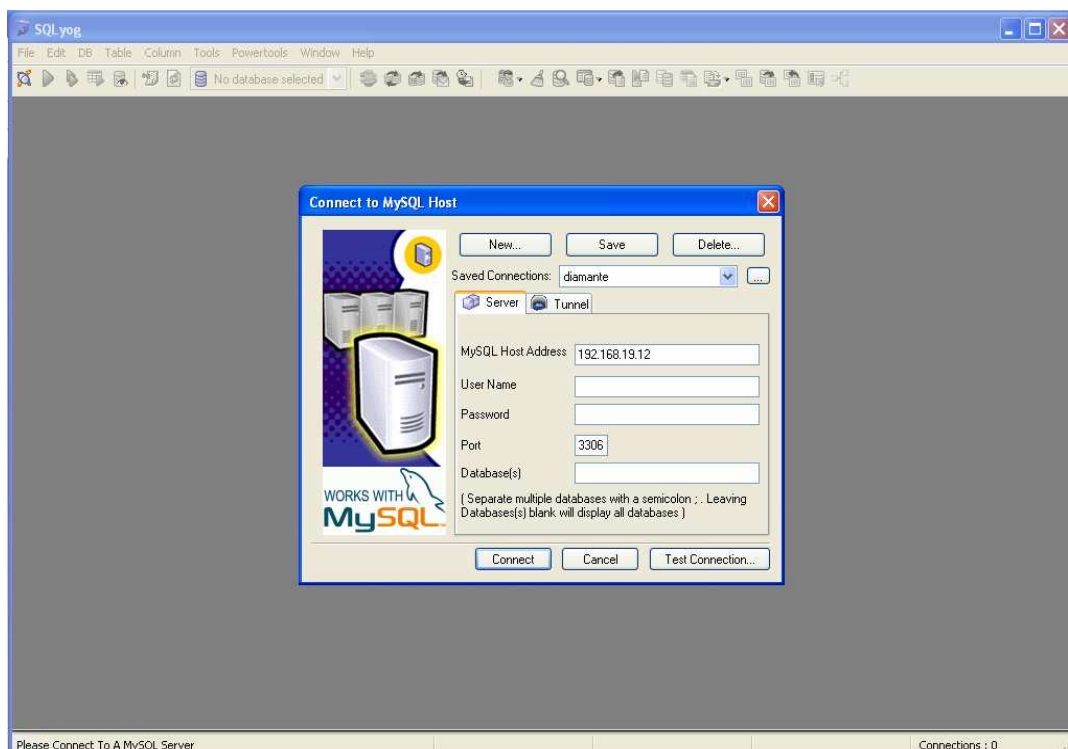 SQLyog
File Edit DB Table Column Tools Powertools Window Help
No database selected
Connect to MySQL Host
New... Save Delete...
Saved Connections: diamante ...
Server Tunnel
MySQL Host Address 192.168.19.12
User Name
Password
Port 3306
Database(s)
( Separate multiple databases with a semicolon ; . Leaving
Databases(s) blank will display all databases )
WORKS WITH
MySQL
Connect Cancel Test Connection...
Please Connect To A MySQL Server Connections : 0